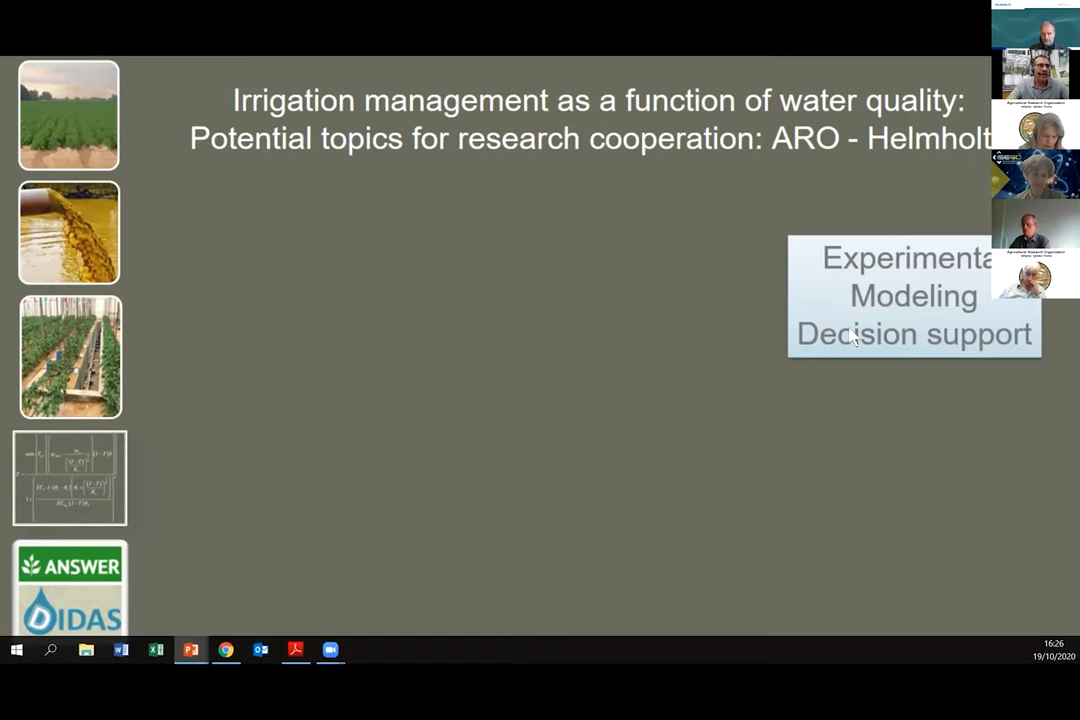 Irrigation management as a function of water quality:
Potential topics for research cooperation: ARO - Helmholt
Experimenta
Modeling
Decision support
ANSWER
DIDAS
ISERD
16:26
19/10/2020